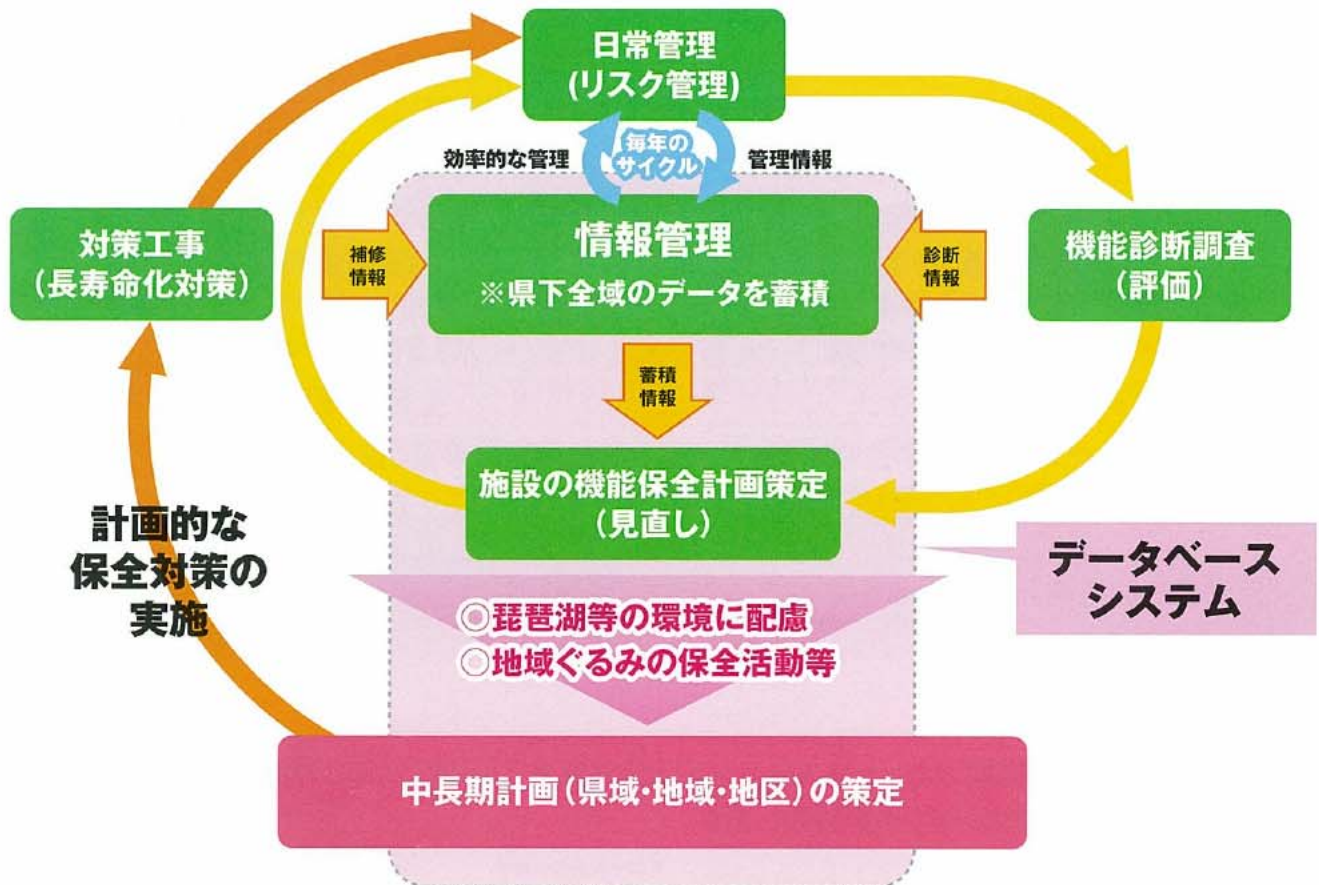 日常管理
(リスク管理)
効率的な管理
毎年の
サイクル
管理情報
対策工事
(長寿命化対策)
補修
情報
情報管理
※県下全域のデータを蓄積
診断
情報
機能診断調査
(評価)
蓄積
情報
施設の機能保全計画策定
(見直し)
計画的な
保全対策の
実施
データベース
システム
◎琵琶湖等の環境に配慮
◎地域ぐるみの保全活動等
中長期計画(県域・地域・地区)の策定